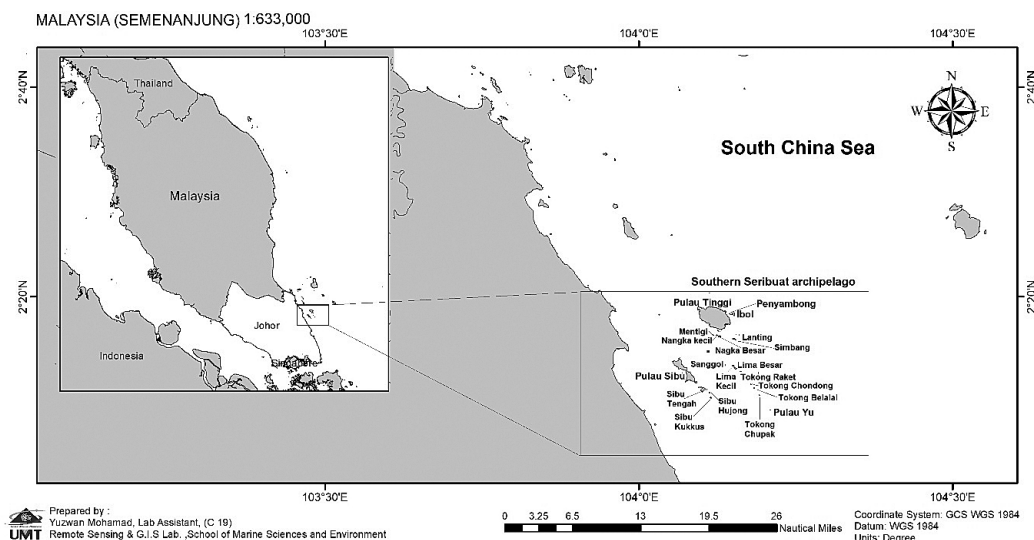 MALAYSIA (SEMENANJUNG) 1:633,000
103°30'E
104°0'E
104°30'E
2°40'N
2°40'N
Thailand
Malaysia
Johor
Singapore
Indonesia
N
W
E
S
South China Sea
2°20'N
2°20'N
Southern Seribuat archipelago
Pulau Tinggi
Penyambong
Ibol
Mentigi
Nangka kecil
Lanting
Simbang
Nagka Besar
Sanggol
Lima Besar
Pulau Sibu
Lima
Kecil
Tokong Raket
Tokong Chondong
Tokong Belalai
Sibu
Tengah
Sibu
Hujong
Pulau Yu
Sibu
Kukkus
Tokong
Chupak
103°30'E
104°0'E
104°30'E
UMT
Prepared by :
Yuzwan Mohamad, Lab Assistant, (C 19)
Remote Sensing & G.I.S Lab. ,School of Marine Sciences and Environment
0 3.25 6.5 13 19.5 26
Nautical Miles
Coordinate System: GCS WGS 1984
Datum: WGS 1984
Units: Degree